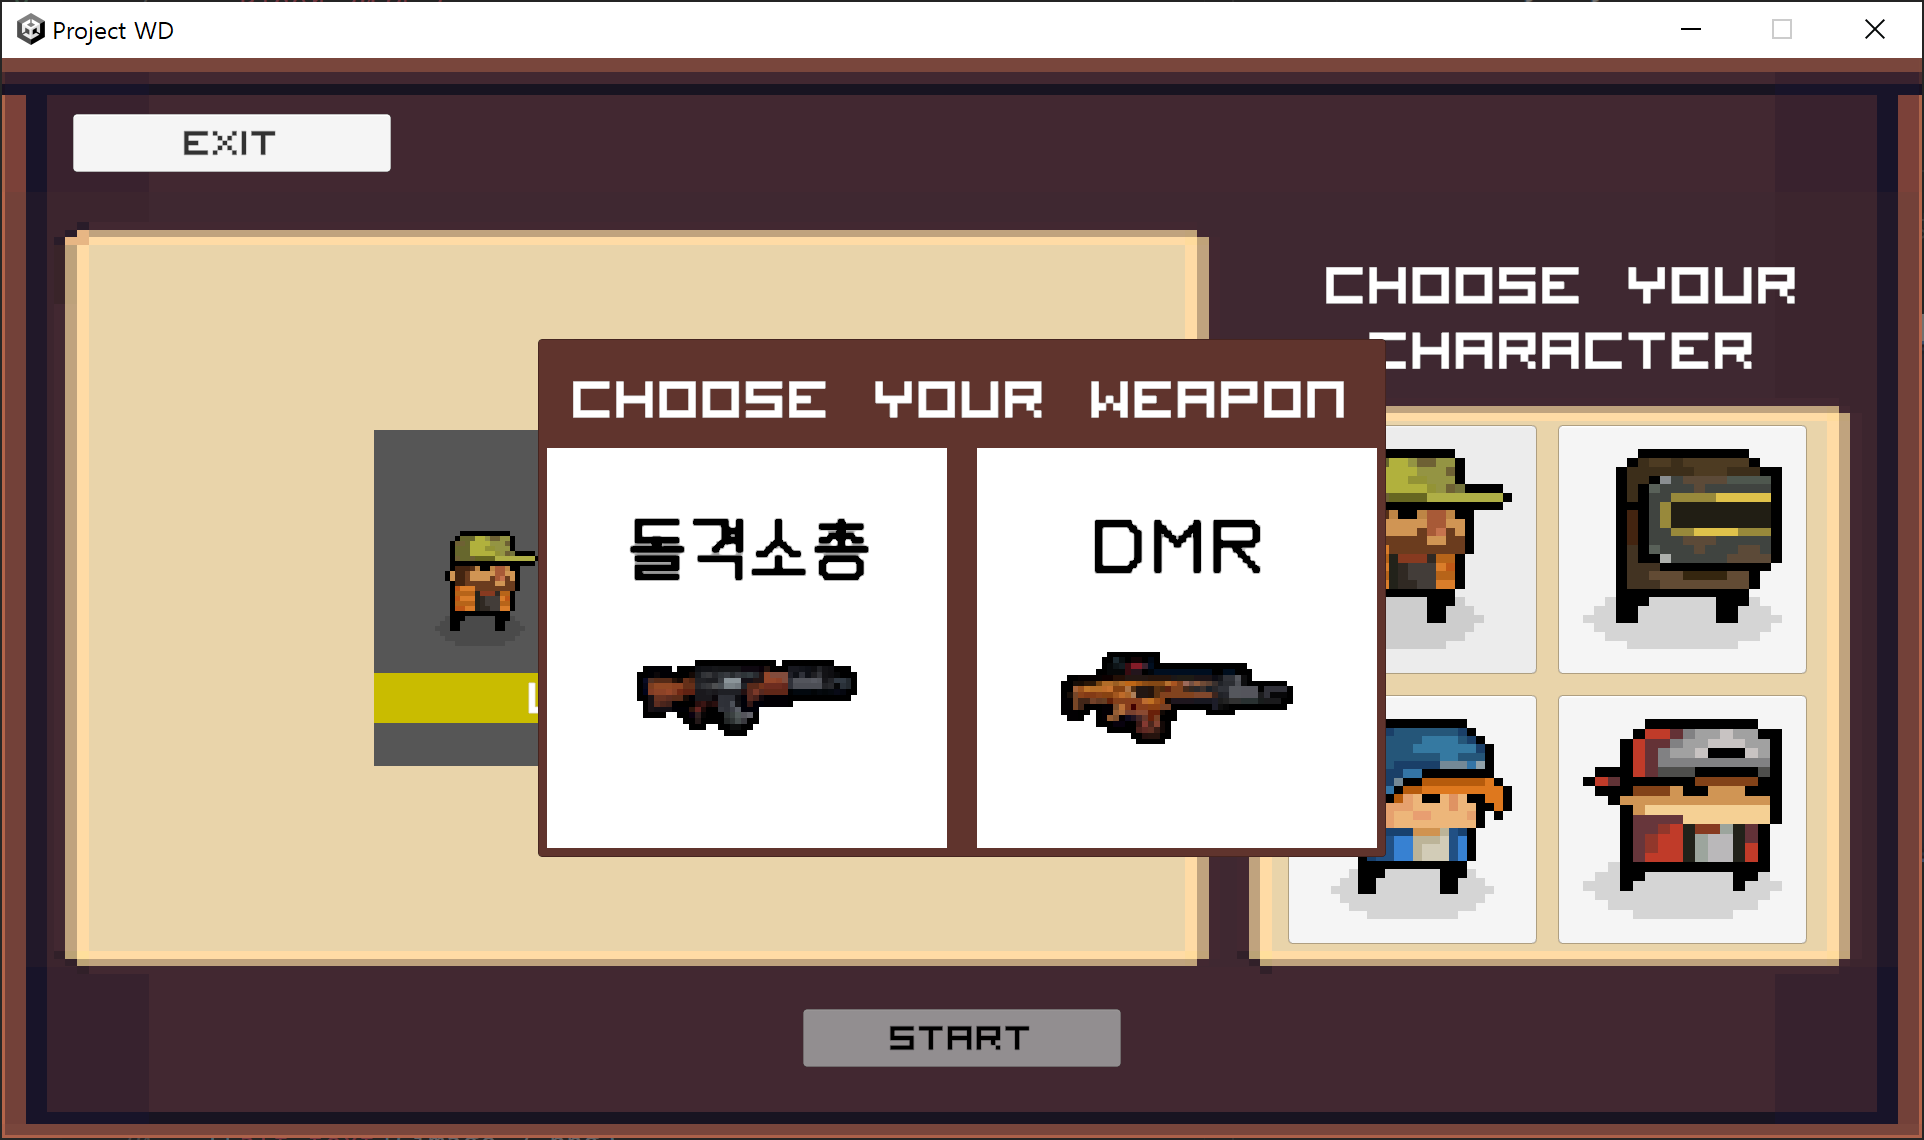 Project WD
EXIT
CHOOSE YOUR
CHARACTER
CHOOSE YOUR WEAPON
돌격소총
DMR
START